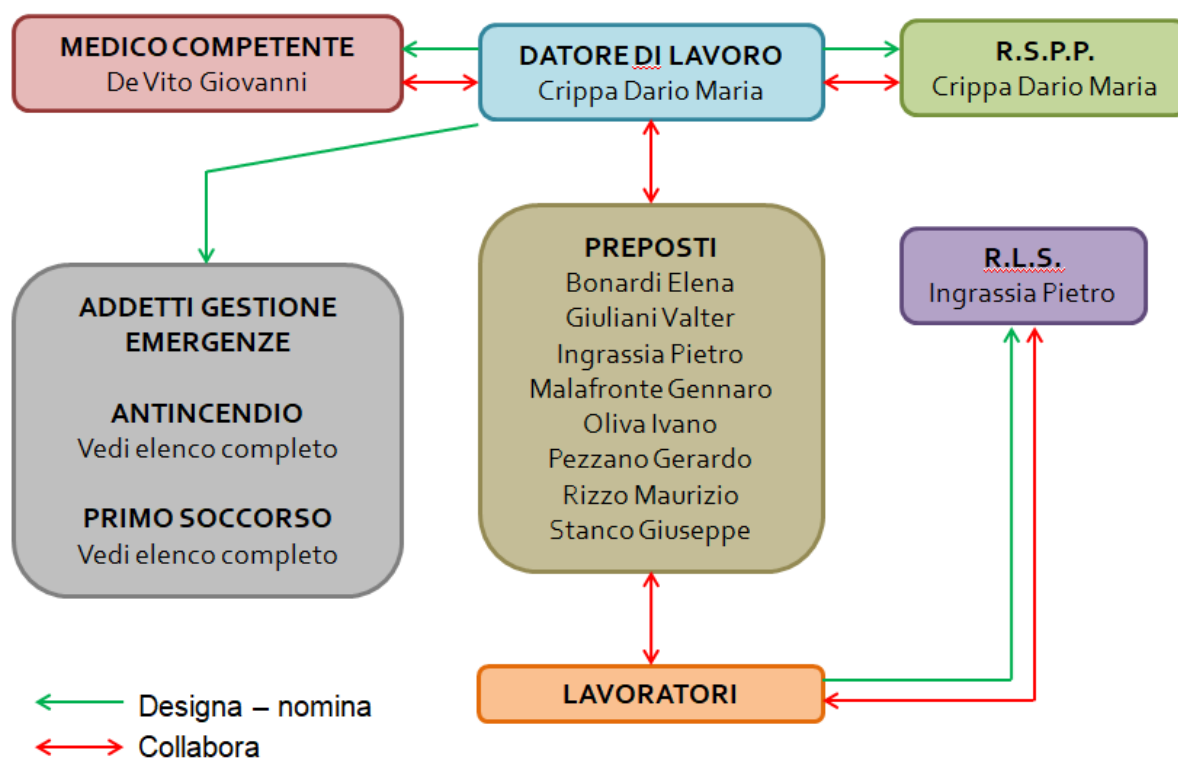 MEDICO COMPETENTE
De Vito Giovanni
DATORE DI LAVORO
Crippa Dario Maria
R.S.P.P.
Crippa Dario Maria
ADDETTI GESTIONE
EMERGENZE
ANTINCENDIO
Vedi elenco completo
PRIMO SOCCORSO
Vedi elenco completo
PREPOSTI
Bonardi Elena
Giuliani Valter
Ingrassia Pietro
Malafronte Gennaro
Oliva Ivano
Pezzano Gerardo
Rizzo Maurizio
Stanco Giuseppe
R.L.S.
Ingrassia Pietro
LAVORATORI
Designa – nomina
Collabora